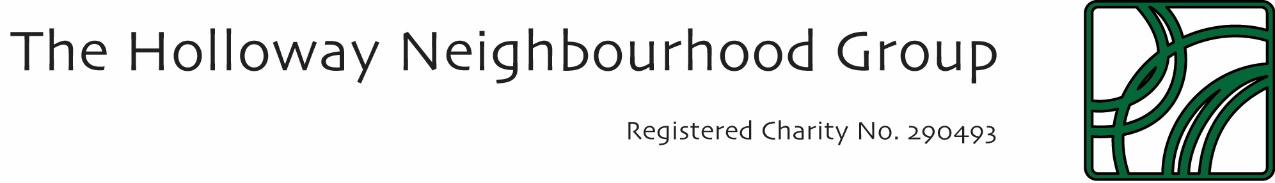 The Holloway Neighbourhood Group
Registered Charity No. 290493